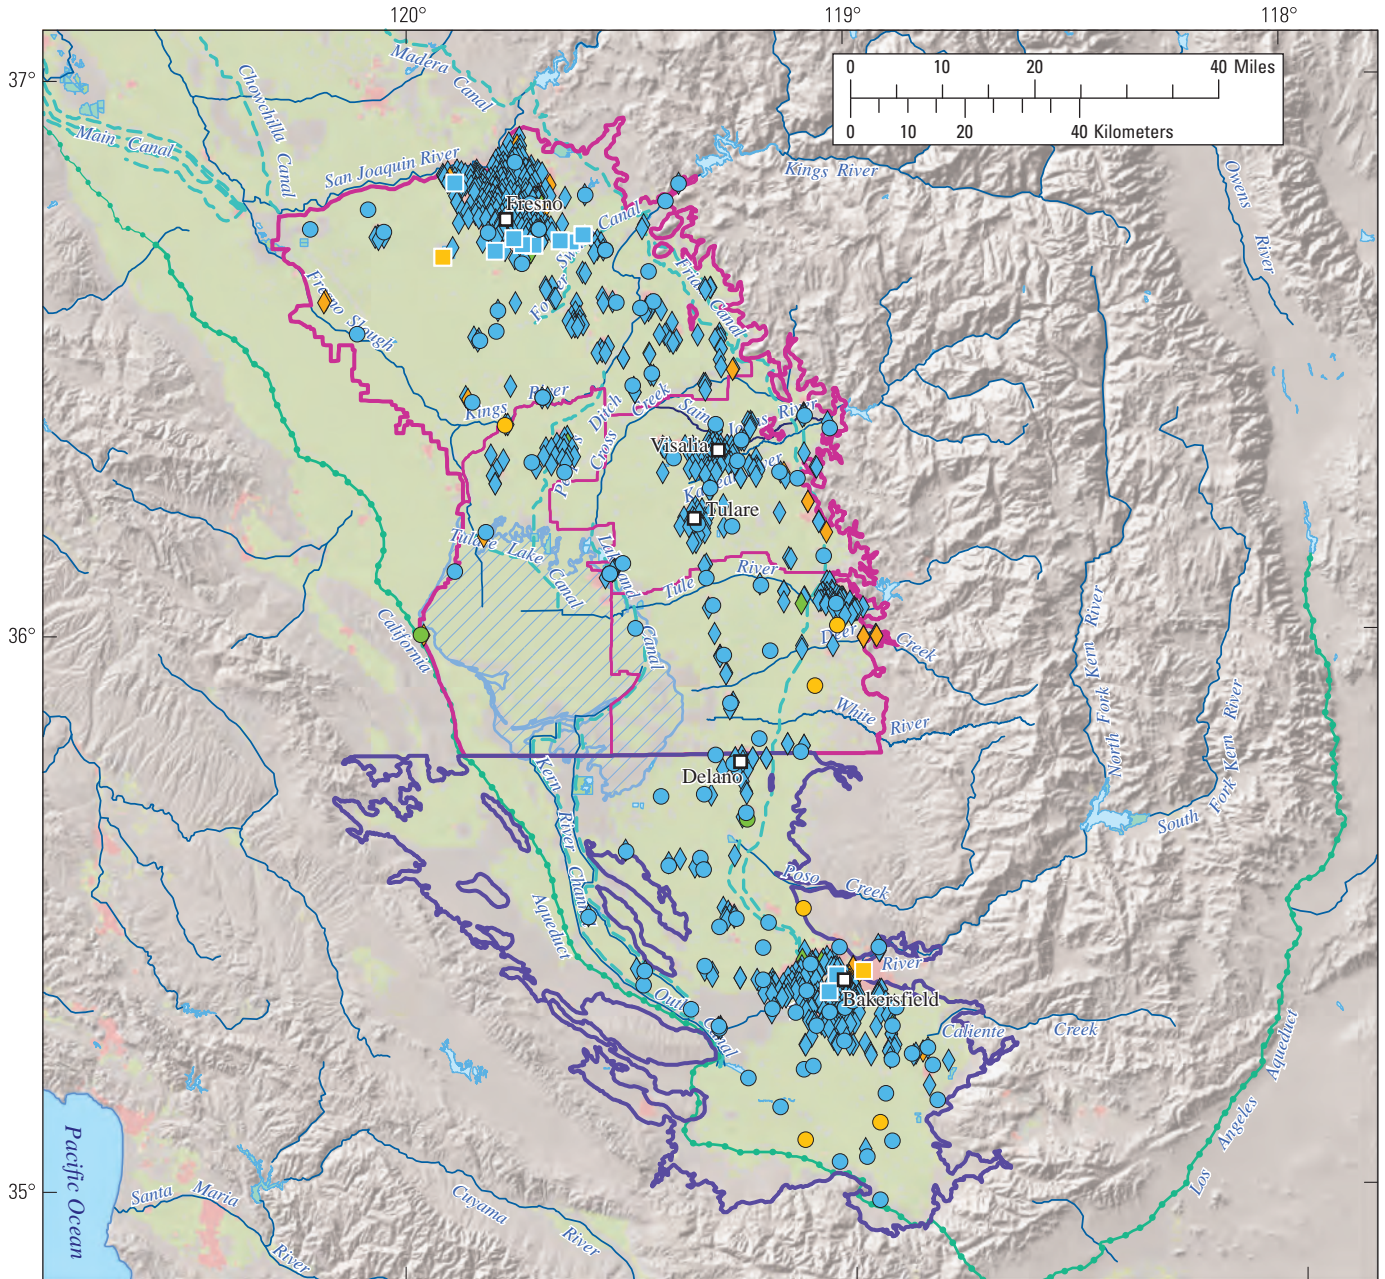 120°
119°
118°
37°
36°
35°
0 10 20 40 Miles
0 10 20 40 Kilometers
Madera Canal
Chowchilla Canal
Main Canal
San Joaquin River
Kings River
Owens River
Fresno
Canal
Friant Canal
Fresno Slough
Kings River
Ditch
Cross Creek
River
Visalia
Tulare
Tulare Lake Canal
Lakeland Canal
Tule River
California
Aqueduct
Deer Creek
White River
North Fork Kern River
South Fork Kern River
Delano
Kern River Channel
Poso Creek
River
Bakersfield
Outlet Canal
Caliente Creek
Los Angeles Aqueduct
Pacific Ocean
Santa Maria River
Cuyama River